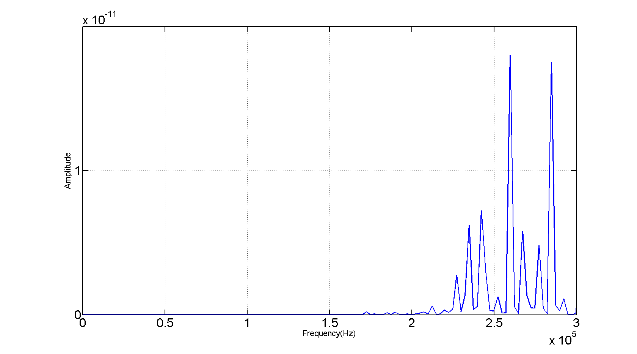 x 10^-11
Amplitude
1
0
0 0.5 1 1.5 2 2.5 3
Frequency(Hz)
x 10^5